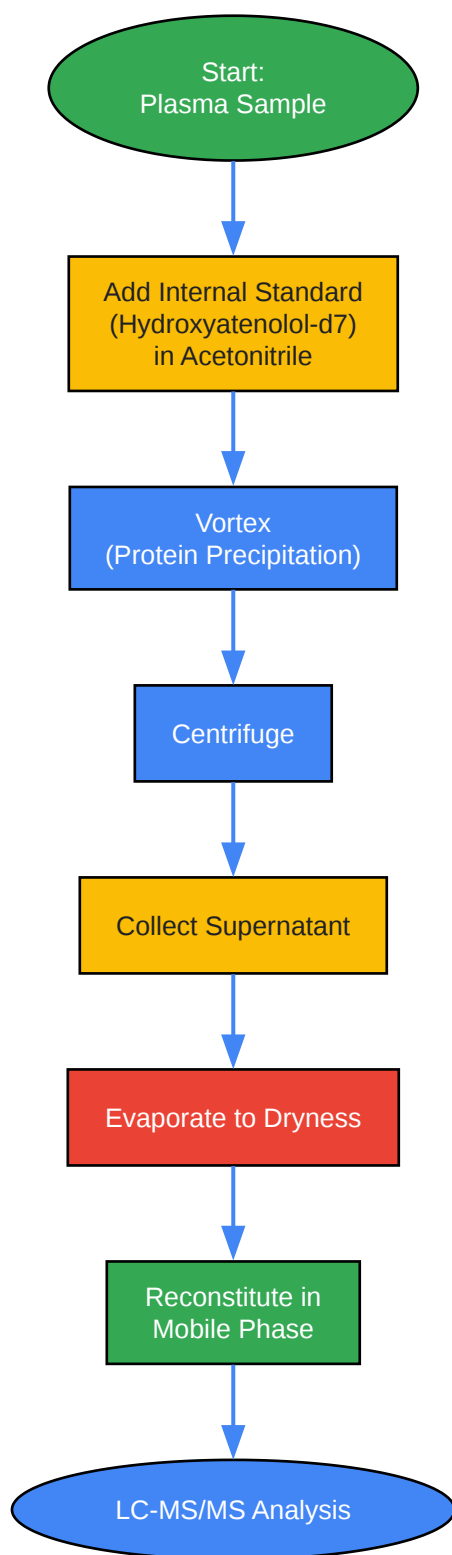 Start:
Plasma Sample
Add Internal Standard
(Hydroxyatenolol-d7)
in Acetonitrile
Vortex
(Protein Precipitation)
Centrifuge
Collect Supernatant
Evaporate to Dryness
Reconstitute in
Mobile Phase
LC-MS/MS Analysis